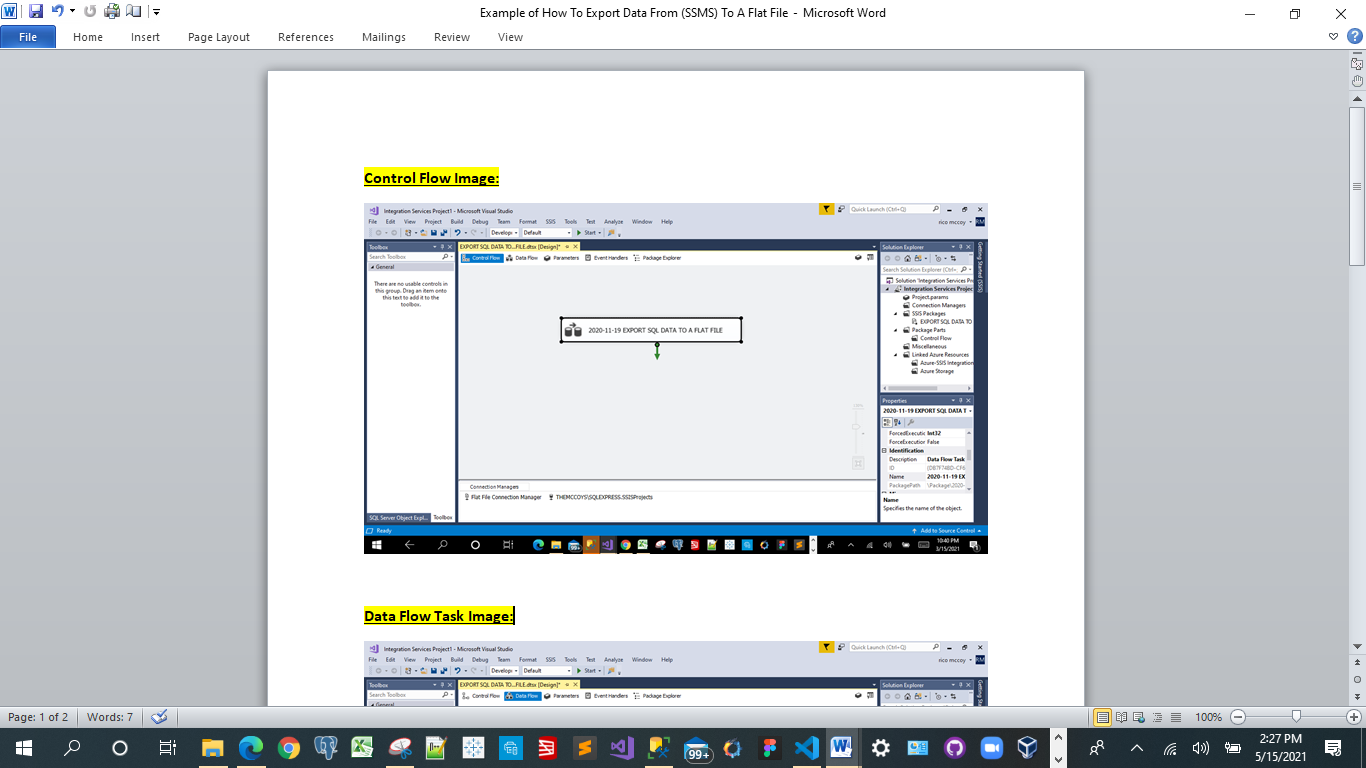 Example of How To Export Data From (SSMS) To A Flat File - Microsoft Word
File Home Insert Page Layout References Mailings Review View
Control Flow Image:
Integration Services Project1 - Microsoft Visual Studio
Quick Launch (Ctrl+Q)
File Edit View Project Build Debug Team Format SSIS Tools Test Analyze Window Help
rico mccoy RM
Develop Default Start
Toolbox
Search Toolbox
General
There are no usable controls in
this group. Drag an item onto
this text to add it to the
toolbox.
SQL Server Object Expl... Toolbox
EXPORT SQL DATA TO...FILE.dtsx [Design]*
Control Flow Data Flow Parameters Event Handlers Package Explorer
2020-11-19 EXPORT SQL DATA TO A FLAT FILE
Connection Managers
Flat File Connection Manager THEMCCOYS\SQLEXPRESS.SSISProjects
Solution Explorer
Search Solution Explorer (Ctrl+
Solution 'Integration Services Pr
Integration Services Projec
Project.params
Connection Managers
SSIS Packages
EXPORT SQL DATA TO
Package Parts
Control Flow
Miscellaneous
Linked Azure Resources
Azure-SSIS Integration
Azure Storage
Getting Started (SSIS)
Properties
2020-11-19 EXPORT SQL DATA T
ForcedExecutic Int32
ForceExecution False
Identification
Description Data Flow Task
ID {DB7F74BD-CF6
Name 2020-11-19 EX
PackagePath \Package\2020-
Name
Specifies the name of the object.
Ready
Add to Source Control
99+
10:40 PM
3/15/2021
Data Flow Task Image:
Integration Services Project1 - Microsoft Visual Studio
Quick Launch (Ctrl+Q)
File Edit View Project Build Debug Team Format SSIS Tools Test Analyze Window Help
rico mccoy RM
Develop Default Start
Toolbox
Search Toolbox
General
EXPORT SQL DATA TO...FILE.dtsx [Design]*
Control Flow Data Flow Parameters Event Handlers Package Explorer
Solution Explorer
Page: 1 of 2 Words: 7
100%
99+
2:27 PM
5/15/2021